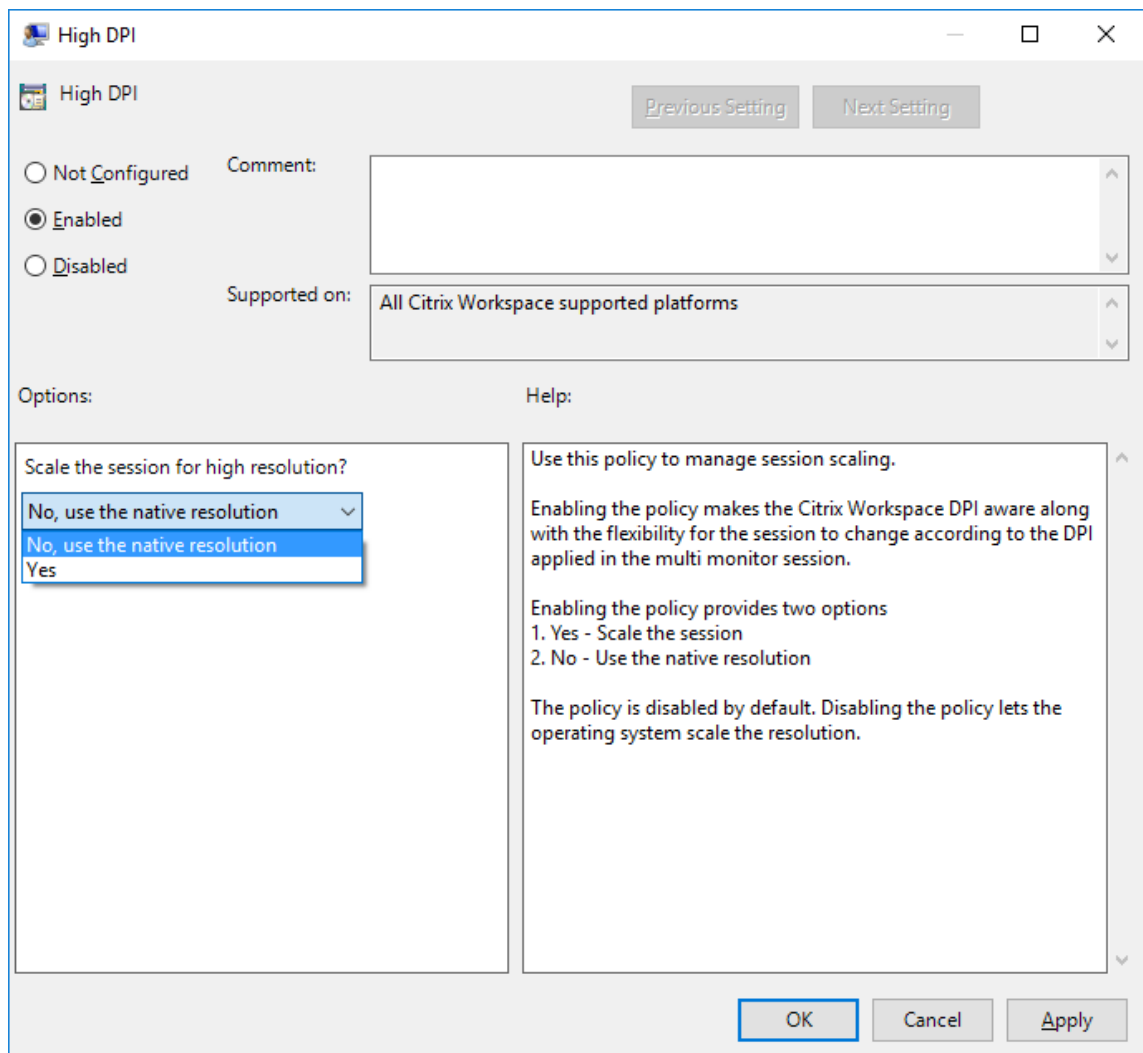 High DPI
High DPI
Previous Setting
Next Setting
Not Configured
Comment:
Enabled
Disabled
Supported on:
All Citrix Workspace supported platforms
Options:
Help:
Scale the session for high resolution?
No, use the native resolution
No, use the native resolution
Yes
Use this policy to manage session scaling.
Enabling the policy makes the Citrix Workspace DPI aware along
with the flexibility for the session to change according to the DPI
applied in the multi monitor session.
Enabling the policy provides two options
1. Yes - Scale the session
2. No - Use the native resolution
The policy is disabled by default. Disabling the policy lets the
operating system scale the resolution.
OK
Cancel
Apply